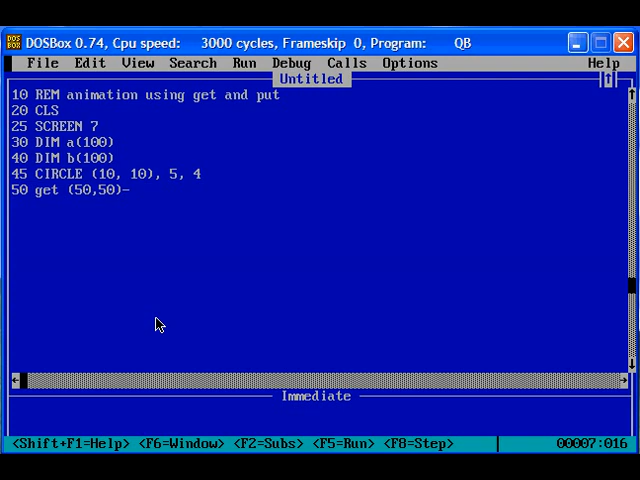 DOSBox 0.74, Cpu speed: 3000 cycles, Frameskip 0, Program: QB
File Edit View Search Run Debug Calls Options Help
Untitled
10 REM animation using get and put
20 CLS
25 SCREEN 7
30 DIM a(100)
40 DIM b(100)
45 CIRCLE (10, 10), 5, 4
50 get (50,50)-
Immediate
<Shift+F1=Help> <F6=Window> <F2=Subs> <F5=Run> <F8=Step> 00007:016